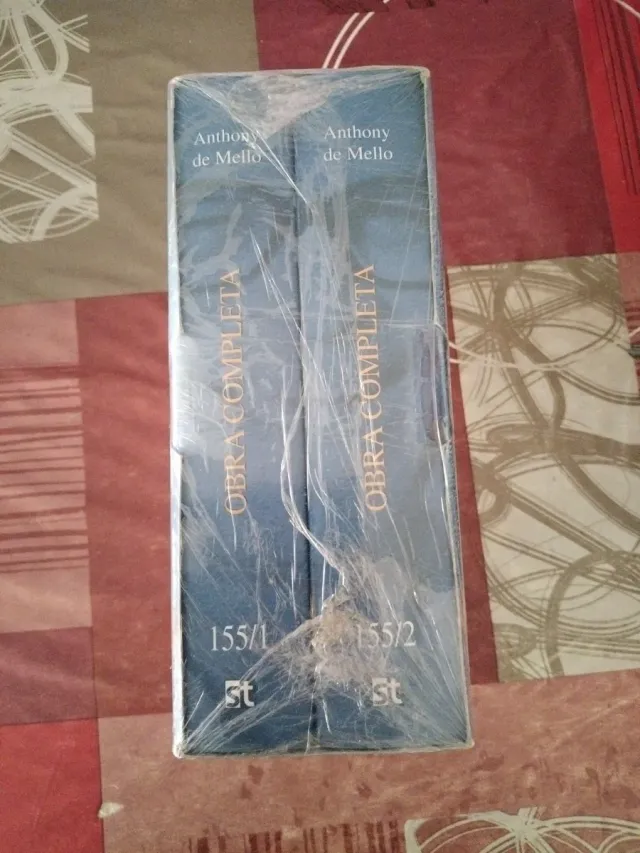 Anthony
de Mello
OBRA COMPLETA
155/1
st
Anthony
de Mello
OBRA COMPLETA
155/2
st